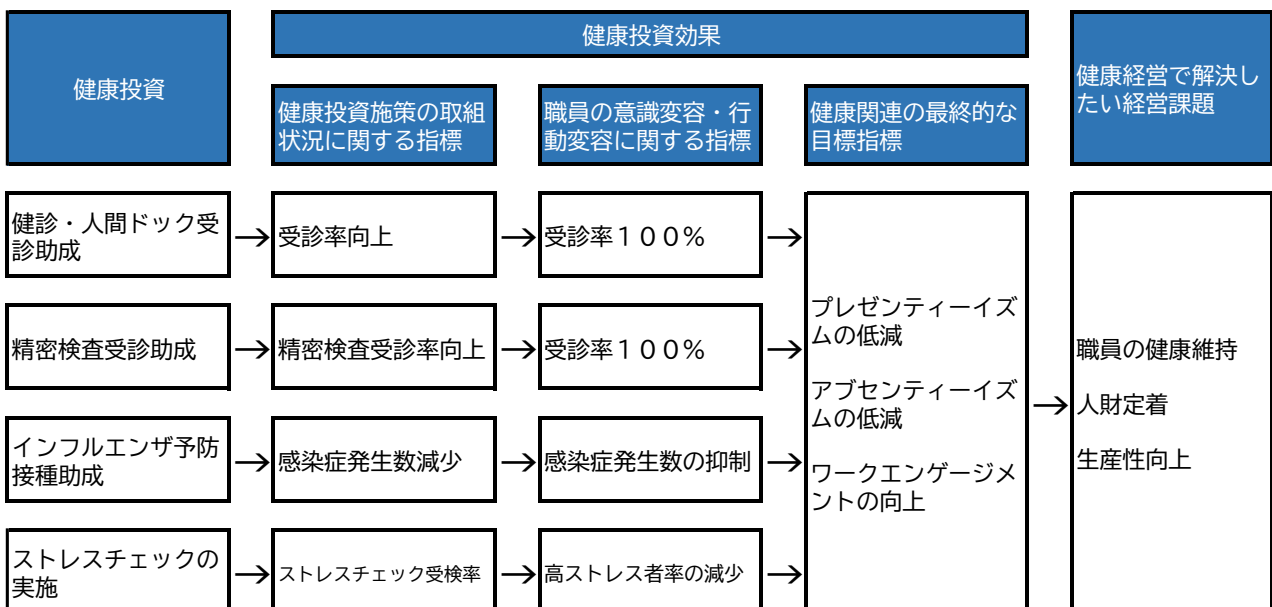 健康投資
健康投資効果
健康経営で解決し
たい経営課題
健康投資施策の取組
状況に関する指標
職員の意識変容・行
動変容に関する指標
健康関連の最終的な
目標指標
健診・人間ドック受
診助成
→
受診率向上
→
受診率１００%
→
精密検査受診助成
→
精密検査受診率向上
→
受診率１００%
→
インフルエンザ予防
接種助成
→
感染症発生数減少
→
感染症発生数の抑制
→
ストレスチェックの
実施
→
ストレスチェック受検率
→
高ストレス者率の減少
→
プレゼンティーイズ
ムの低減
アブセンティーイズ
ムの低減
ワークエンゲージメ
ントの向上
→
職員の健康維持
人財定着
生産性向上